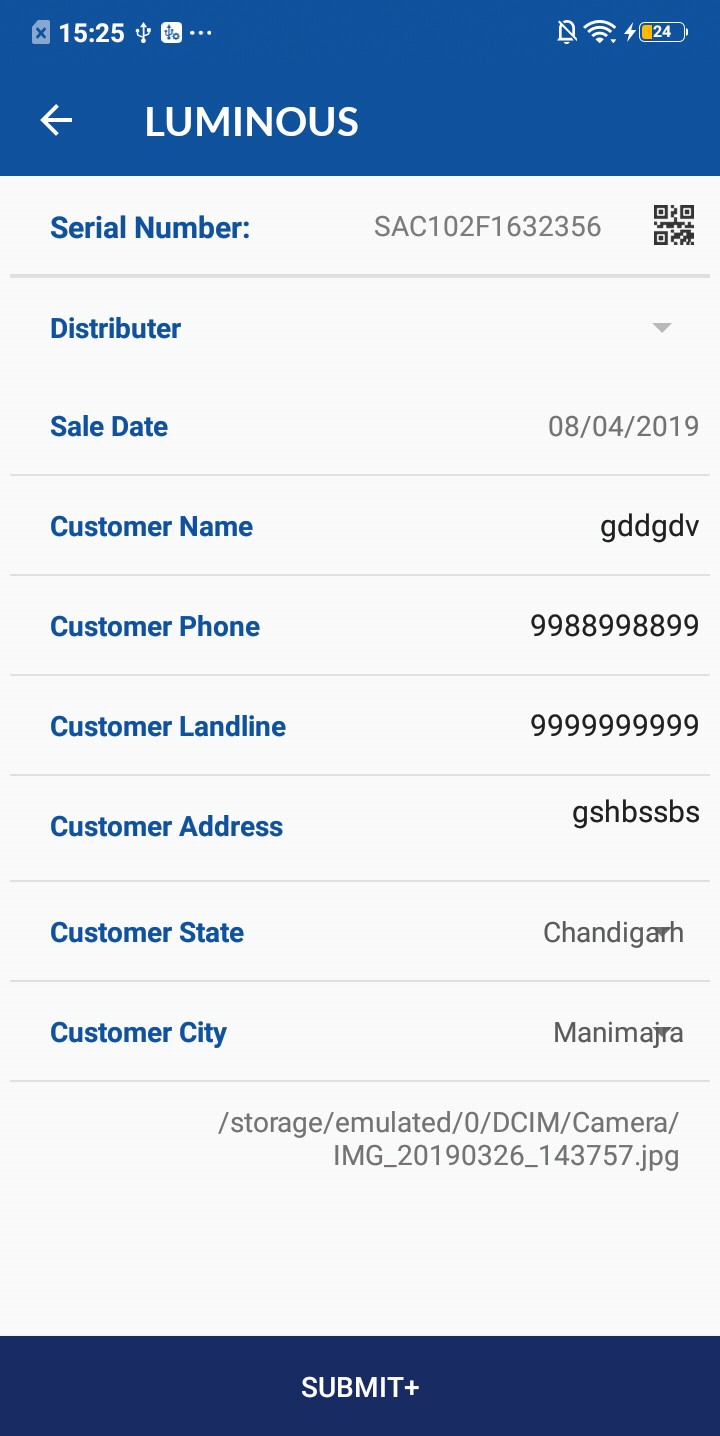 15:25 ... 24
LUMINOUS
Serial Number: SAC102F1632356
Distributer
Sale Date 08/04/2019
Customer Name gddgdv
Customer Phone 9988998899
Customer Landline 9999999999
Customer Address gshbssbs
Customer State Chandigarh
Customer City Manimajra
/storage/emulated/0/DCIM/Camera/
IMG_20190326_143757.jpg
SUBMIT+